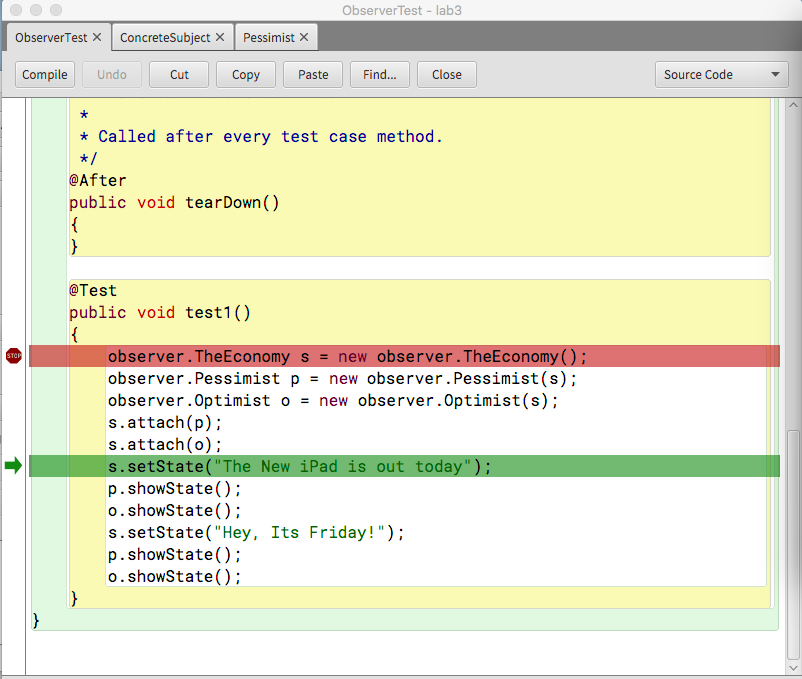 ObserverTest - lab3
ObserverTest × ConcreteSubject × Pessimist ×
Compile Undo Cut Copy Paste Find... Close Source Code
*
* Called after every test case method.
*/
@After
public void tearDown()
{
}
@Test
public void test1()
{
STOP observer.TheEconomy s = new observer.TheEconomy();
observer.Pessimist p = new observer.Pessimist(s);
observer.Optimist o = new observer.Optimist(s);
s.attach(p);
s.attach(o);
s.setState("The New iPad is out today");
p.showState();
o.showState();
s.setState("Hey, Its Friday!");
p.showState();
o.showState();
}
}